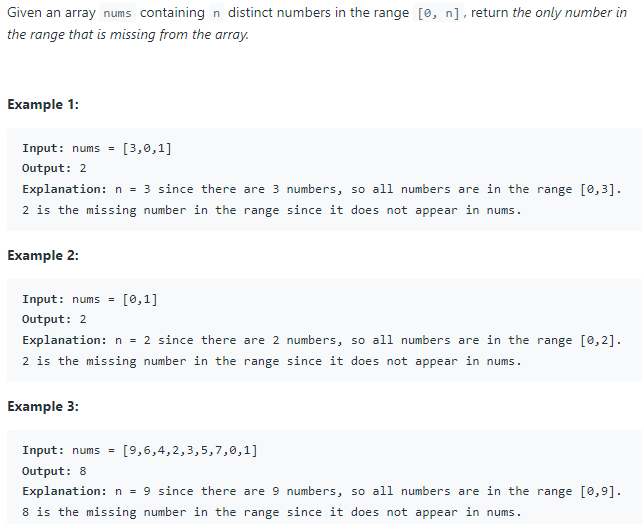 Given an array nums containing n distinct numbers in the range [0, n], return the only number in
the range that is missing from the array.
Example 1:
Input: nums = [3,0,1]
Output: 2
Explanation: n = 3 since there are 3 numbers, so all numbers are in the range [0,3].
2 is the missing number in the range since it does not appear in nums.
Example 2:
Input: nums = [0,1]
Output: 2
Explanation: n = 2 since there are 2 numbers, so all numbers are in the range [0,2].
2 is the missing number in the range since it does not appear in nums.
Example 3:
Input: nums = [9,6,4,2,3,5,7,0,1]
Output: 8
Explanation: n = 9 since there are 9 numbers, so all numbers are in the range [0,9].
8 is the missing number in the range since it does not appear in nums.